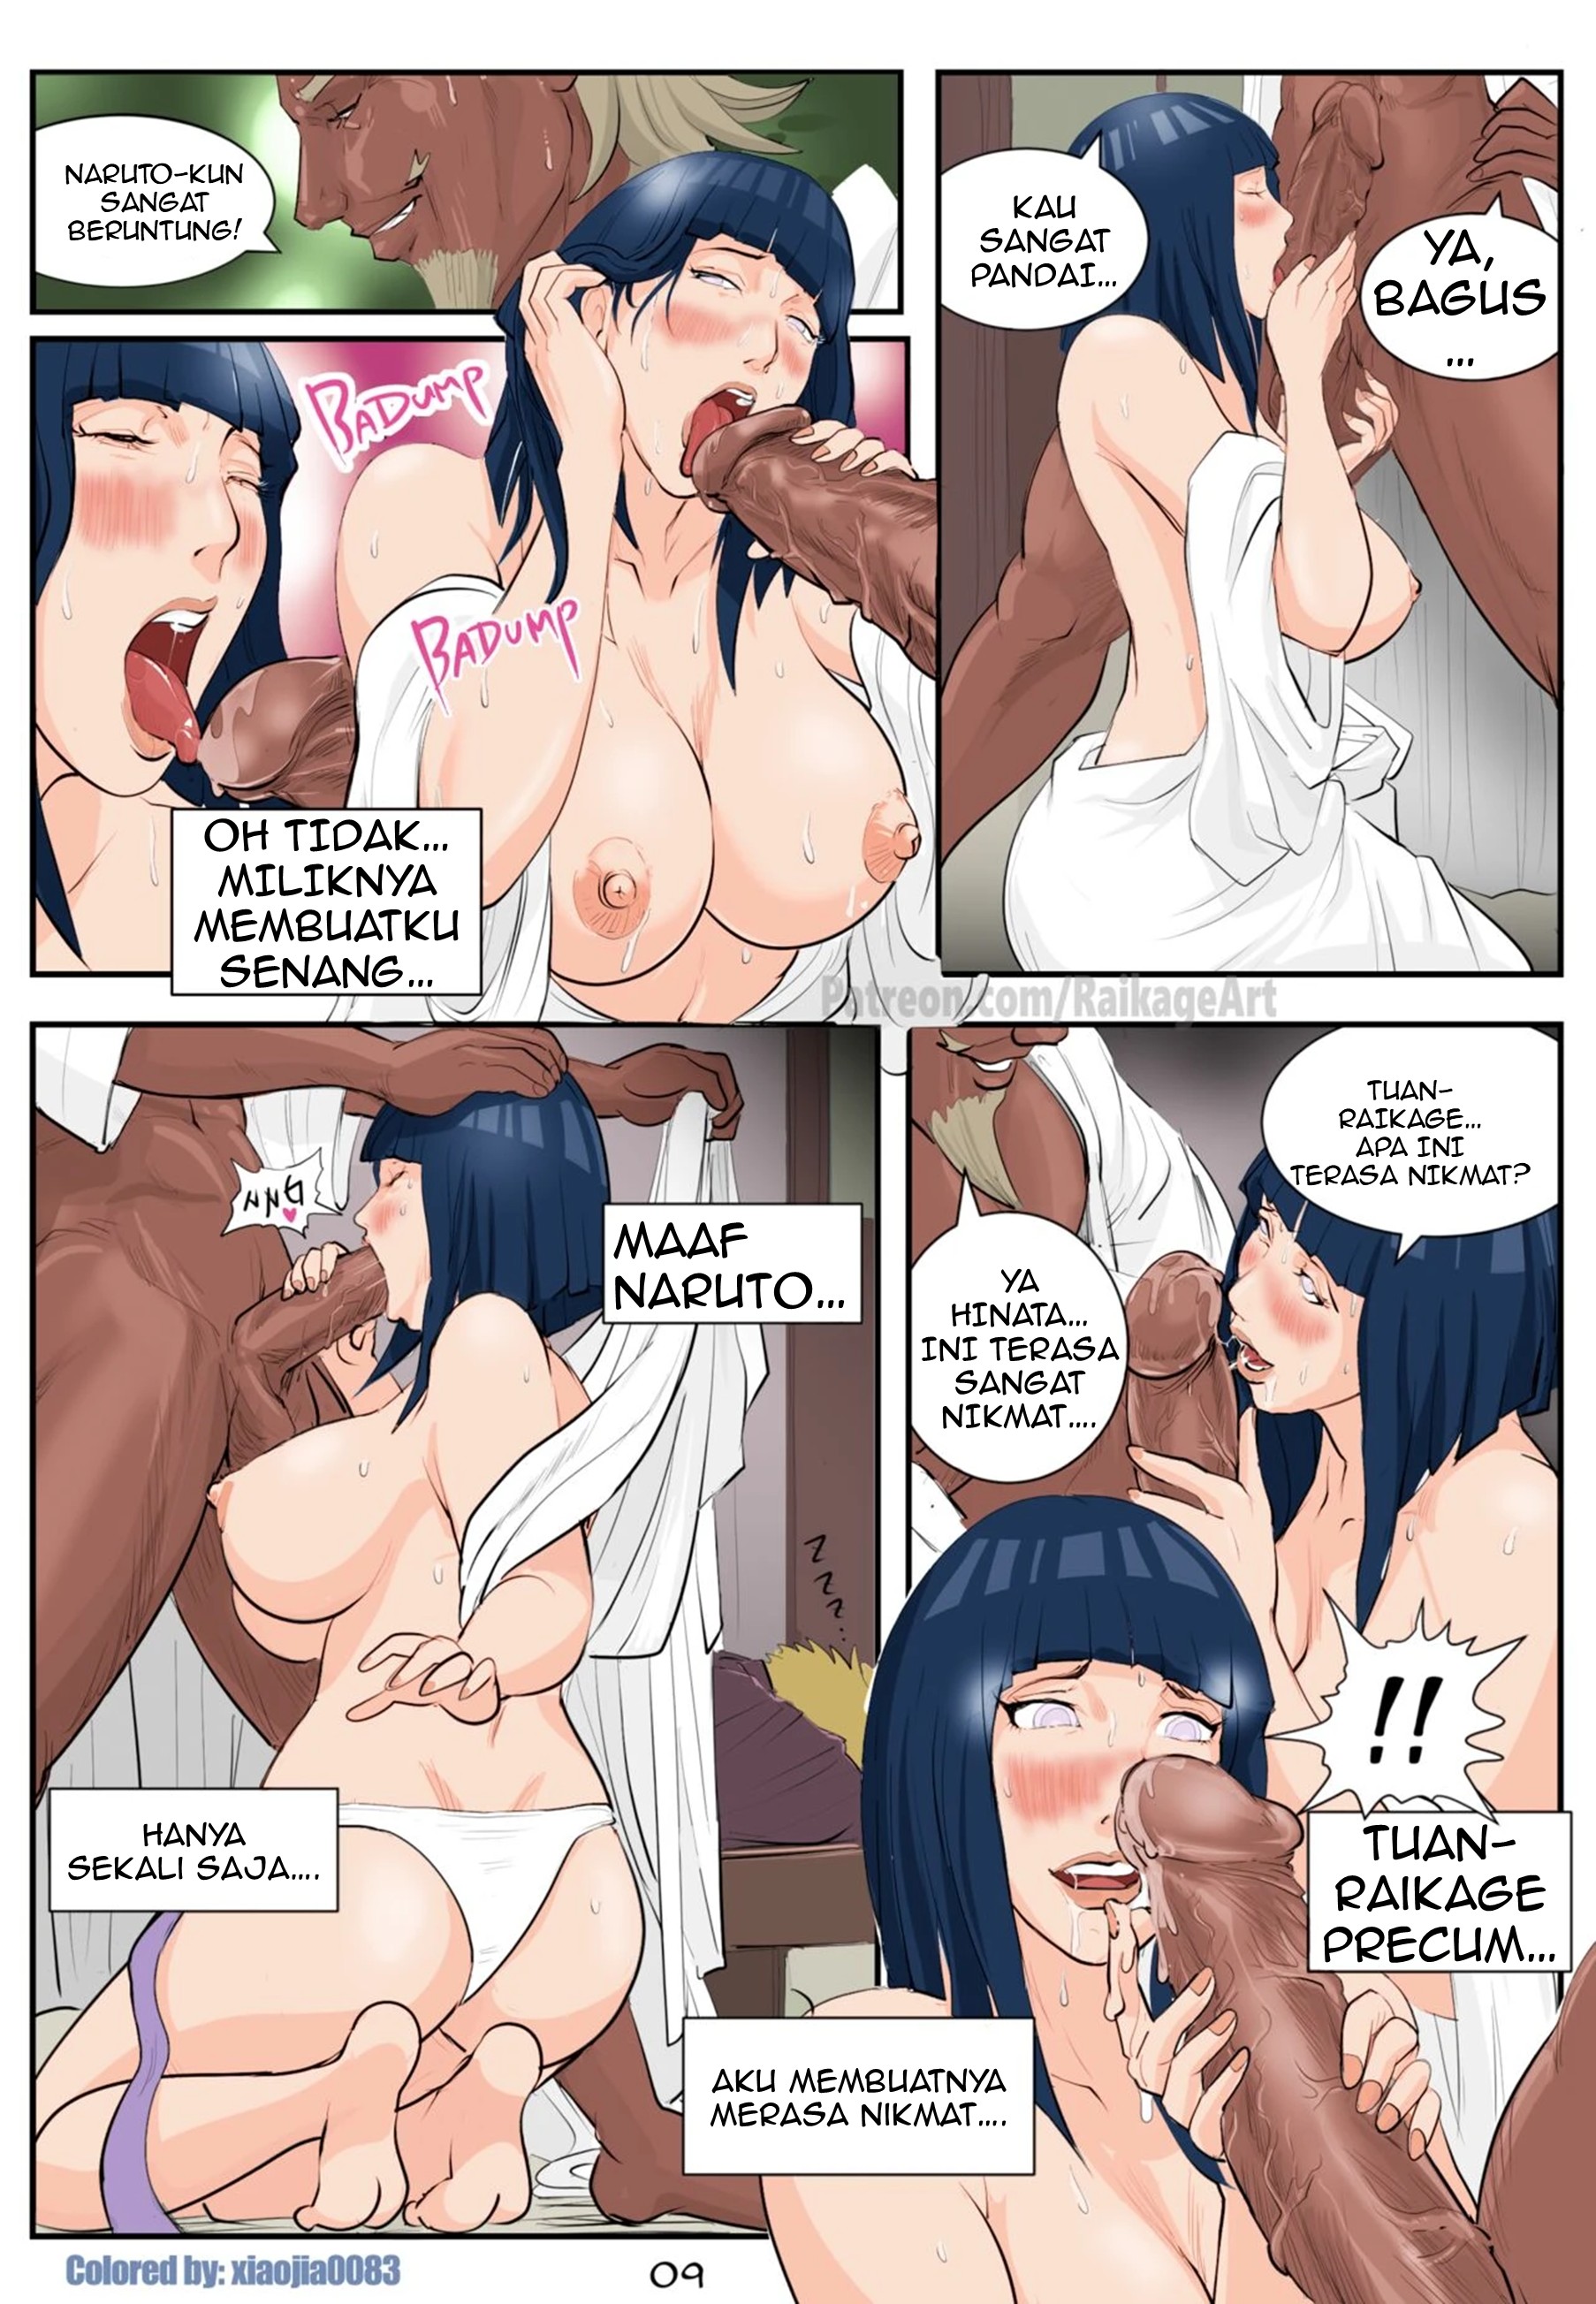 NARUTO-KUN
SANGAT
BERUNTUNG!
KAU
SANGAT
PANDAI...
YA,
BAGUS
...
BADUMP
BADUMP
OH TIDAK...
MILIKNYA
MEMBUATKU
SENANG...
Patreon.com/RaikageArt
NNG
MAAF
NARUTO...
HANYA
SEKALI SAJA....
Z
Z
Z
TUAN-
RAIKAGE...
APA INI
TERASA NIKMAT?
YA
HINATA...
INI TERASA
SANGAT
NIKMAT....
!!
TUAN-
RAIKAGE
PRECUM...
AKU MEMBUATNYA
MERASA NIKMAT....
Colored by: xiaojia0083
09